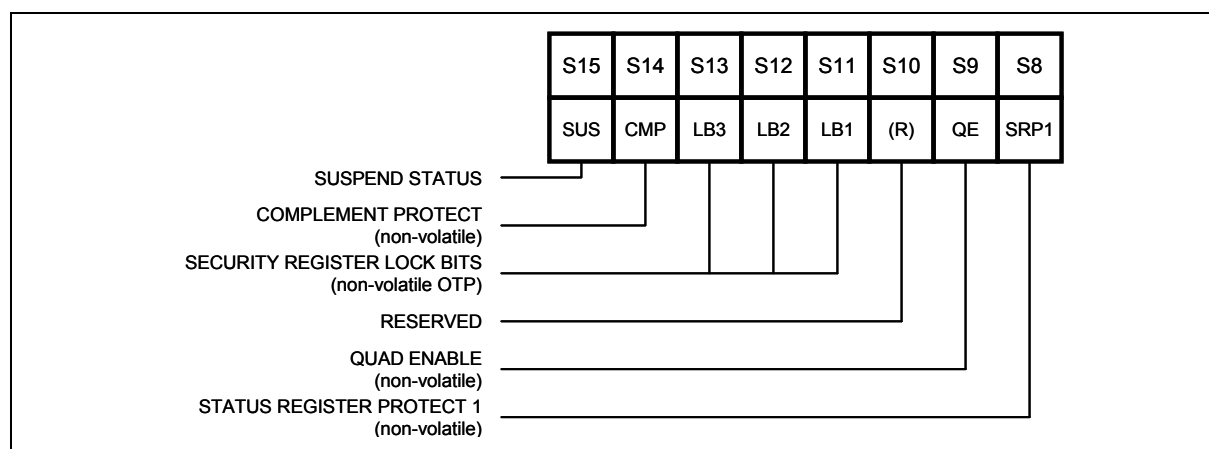 S15 S14 S13 S12 S11 S10 S9 S8
SUS CMP LB3 LB2 LB1 (R) QE SRP1
SUSPEND STATUS
COMPLEMENT PROTECT
(non-volatile)
SECURITY REGISTER LOCK BITS
(non-volatile OTP)
RESERVED
QUAD ENABLE
(non-volatile)
STATUS REGISTER PROTECT 1
(non-volatile)